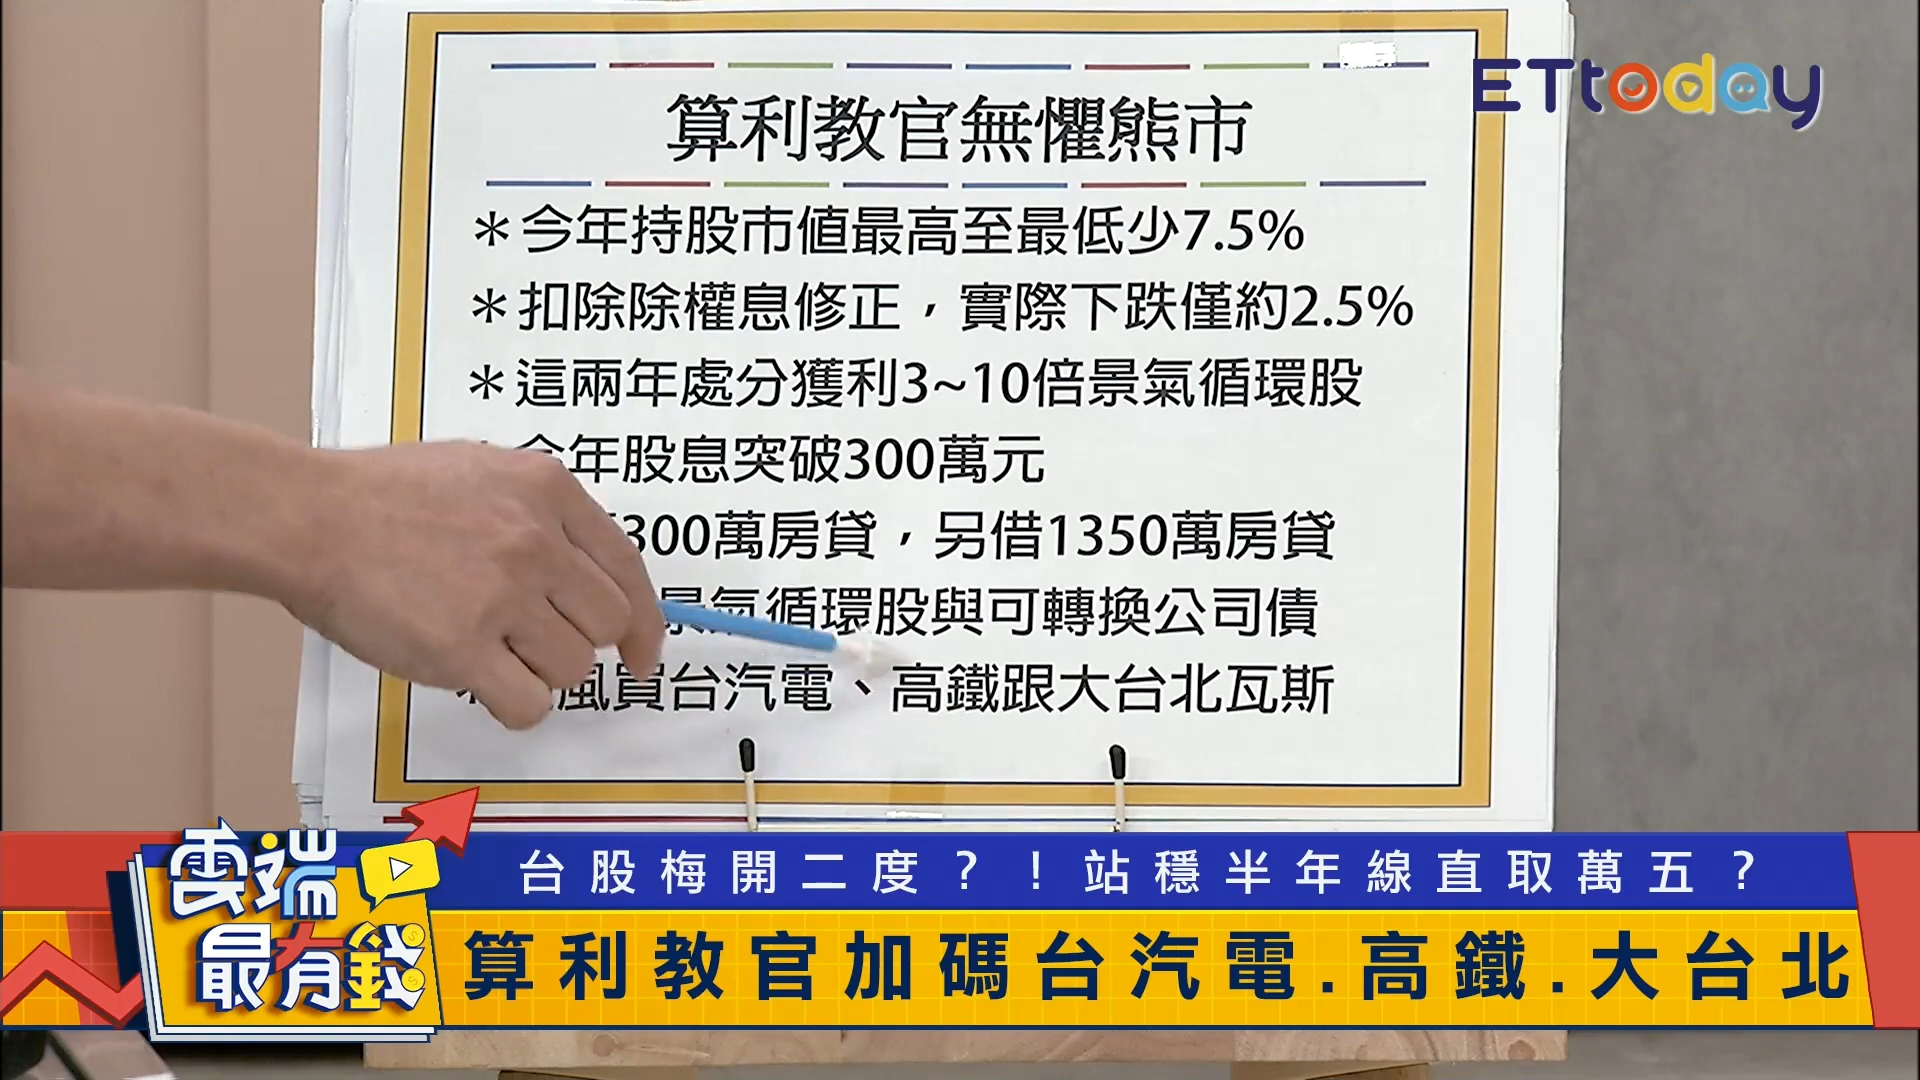 ETtoday
算利教官無懼熊市
＊今年持股市值最高至最低少7.5%
＊扣除除權息修正，實際下跌僅約2.5%
＊這兩年處分獲利3~10倍景氣循環股
今年股息突破300萬元
300萬房貸，另借1350萬房貸
景氣循環股與可轉換公司債
風買台汽電、高鐵跟大台北瓦斯
台股梅開二度？！站穩半年線直取萬五？
雲端最有錢
算利教官加碼台汽電.高鐵.大台北